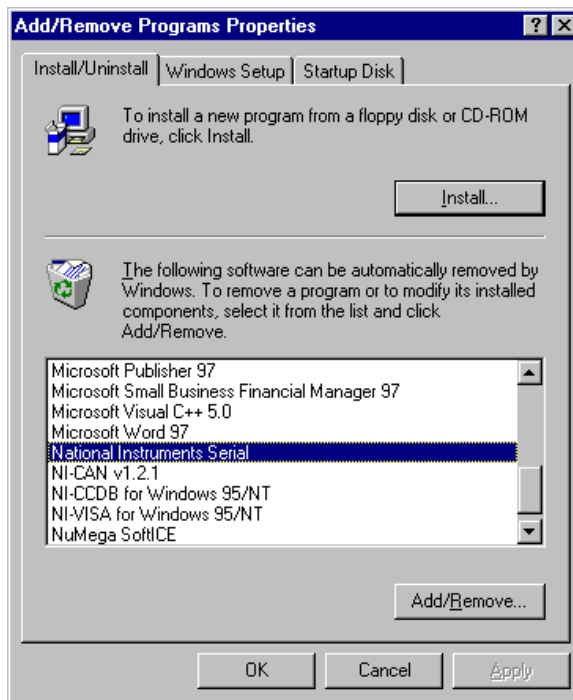 Add/Remove Programs Properties
Install/Uninstall
Windows Setup
Startup Disk
To install a new program from a floppy disk or CD-ROM
drive, click Install.
Install...
The following software can be automatically removed by
Windows. To remove a program or to modify its installed
components, select it from the list and click
Add/Remove.
Microsoft Publisher 97
Microsoft Small Business Financial Manager 97
Microsoft Visual C++ 5.0
Microsoft Word 97
National Instruments Serial
NI-CAN v1.2.1
NI-CCDB for Windows 95/NT
NI-VISA for Windows 95/NT
NuMega SoftICE
Add/Remove...
OK
Cancel
Apply